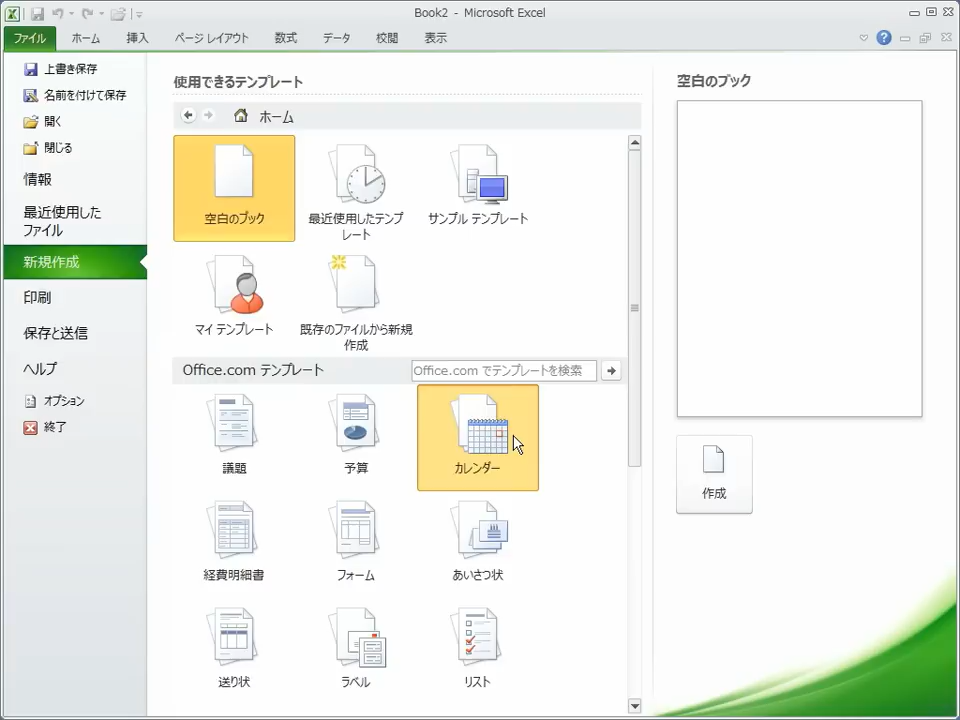 Book2 - Microsoft Excel
ファイル ホーム 挿入 ページ レイアウト 数式 データ 校閲 表示
上書き保存
名前を付けて保存
開く
閉じる
情報
最近使用した
ファイル
新規作成
印刷
保存と送信
ヘルプ
オプション
終了
使用できるテンプレート
ホーム
空白のブック
最近使用したテンプ
レート
サンプル テンプレート
マイ テンプレート
既存のファイルから新規
作成
Office.com テンプレート
Office.com でテンプレートを検索
議題
予算
カレンダー
経費明細書
フォーム
あいさつ状
送り状
ラベル
リスト
空白のブック
作成